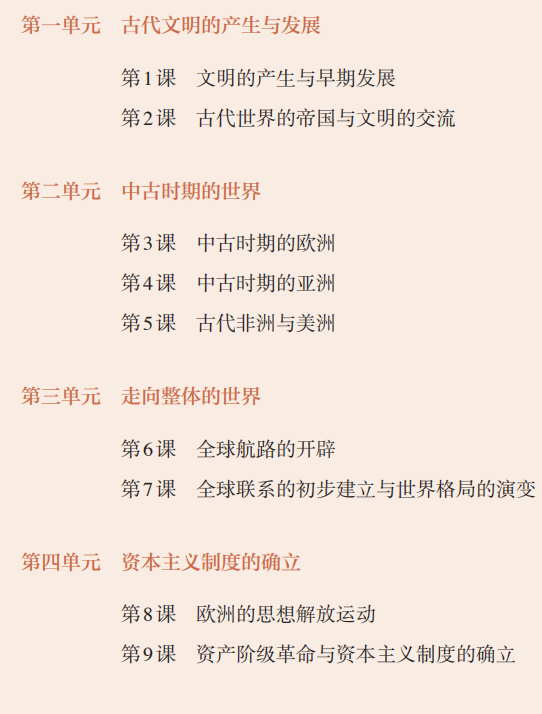 第一单元 古代文明的产生与发展
第1课 文明的产生与早期发展
第2课 古代世界的帝国与文明的交流
第二单元 中古时期的世界
第3课 中古时期的欧洲
第4课 中古时期的亚洲
第5课 古代非洲与美洲
第三单元 走向整体的世界
第6课 全球航路的开辟
第7课 全球联系的初步建立与世界格局的演变
第四单元 资本主义制度的确立
第8课 欧洲的思想解放运动
第9课 资产阶级革命与资本主义制度的确立